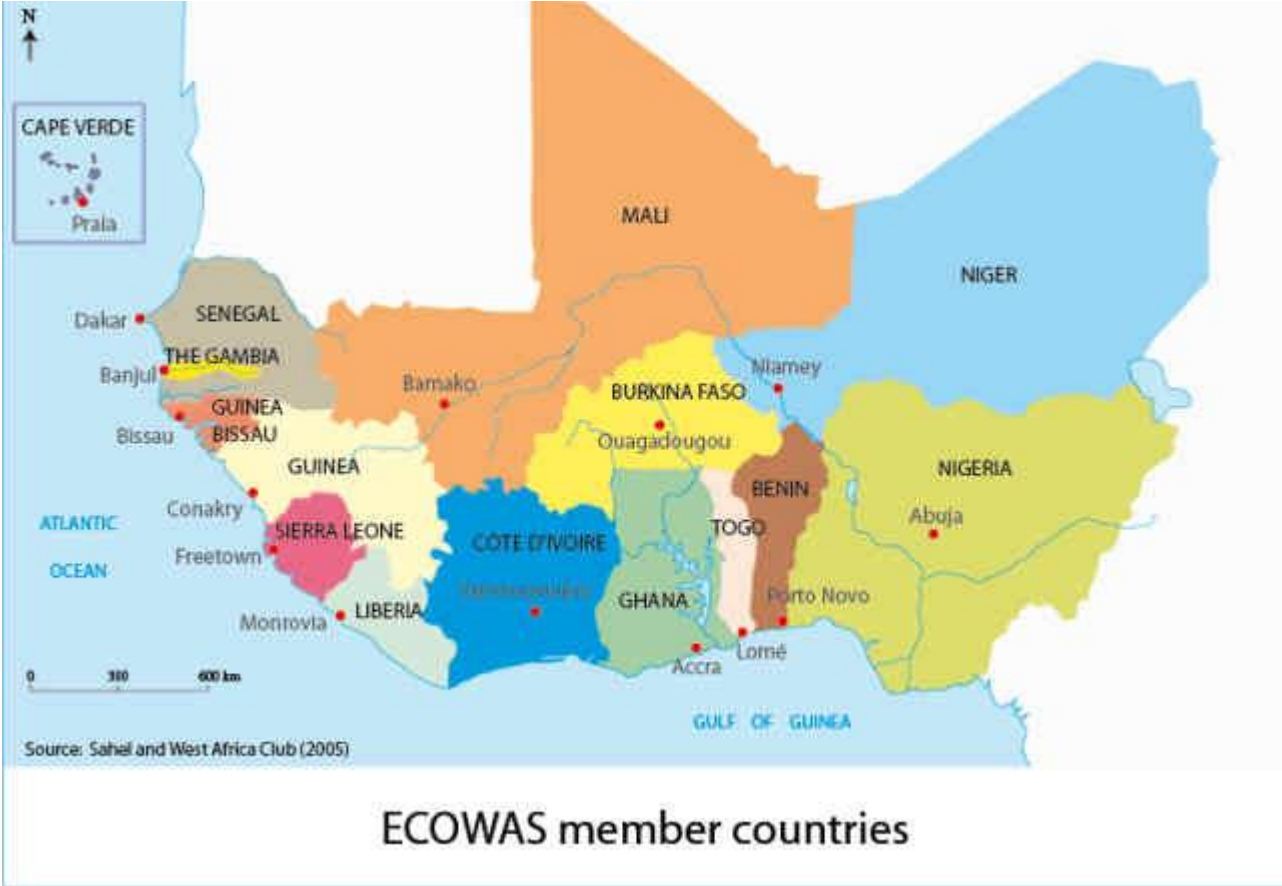 N
CAPE VERDE
Praia
MALI
NIGER
SENEGAL
Dakar
THE GAMBIA
Banjul
Niamey
Bamako
BURKINA FASO
GUINEA
BISSAU
Bissau
Ouagadougou
GUINEA
NIGERIA
BENIN
Conakry
ATLANTIC
OCEAN
SIERRA LEONE
TOGO
Abuja
CÔTE D'IVOIRE
Freetown
GHANA
Porto Novo
LIBERIA
Monrovia
Lomé
Accra
0 300 600 km
GULF OF GUINEA
Source: Sahel and West Africa Club (2005)
ECOWAS member countries